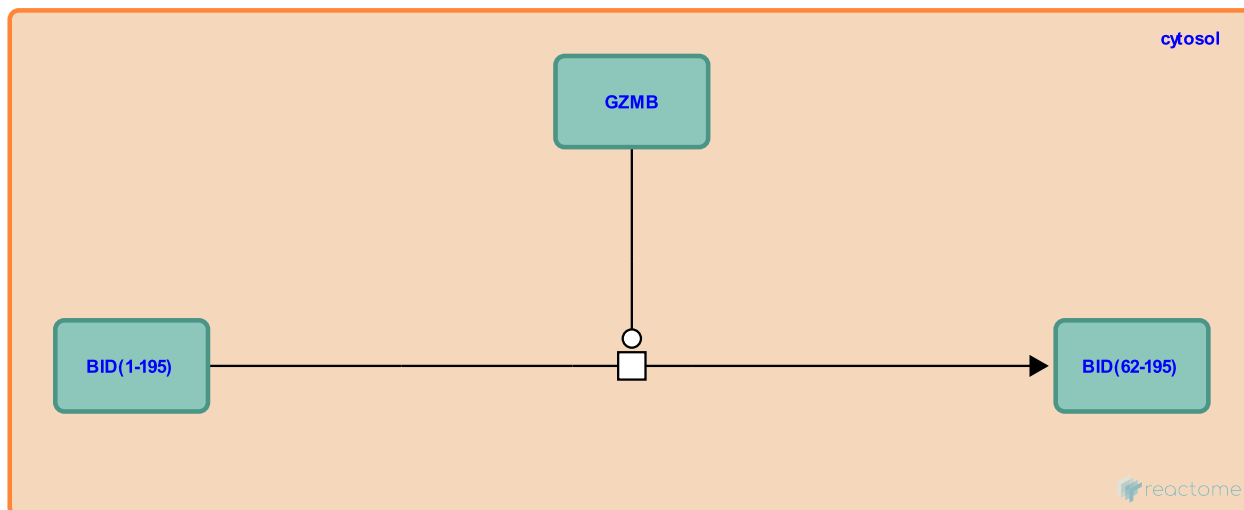 cytosol
GZMB
BID(1-195)
BID(62-195)
reactome